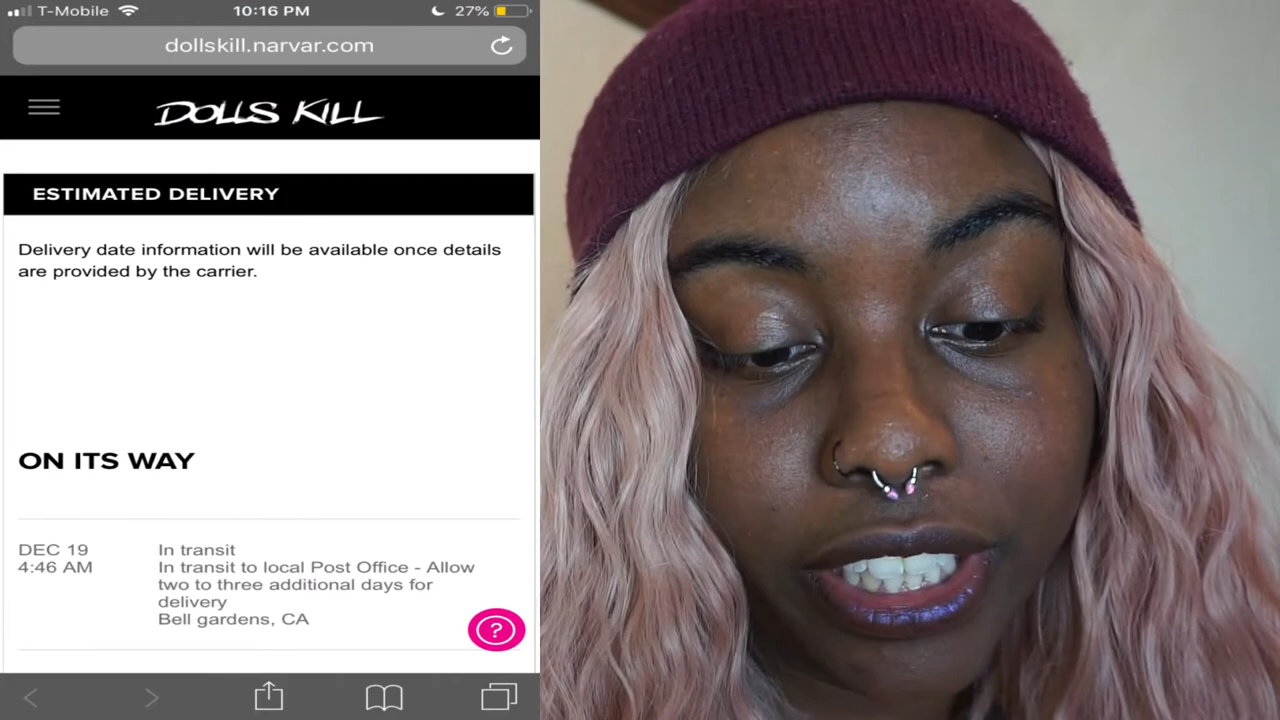 T-Mobile 10:16 PM 27%
dollskill.narvar.com
DOLLS KILL
ESTIMATED DELIVERY
Delivery date information will be available once details
are provided by the carrier.
ON ITS WAY
DEC 19 In transit
4:46 AM In transit to local Post Office - Allow
two to three additional days for
delivery
Bell gardens, CA
?